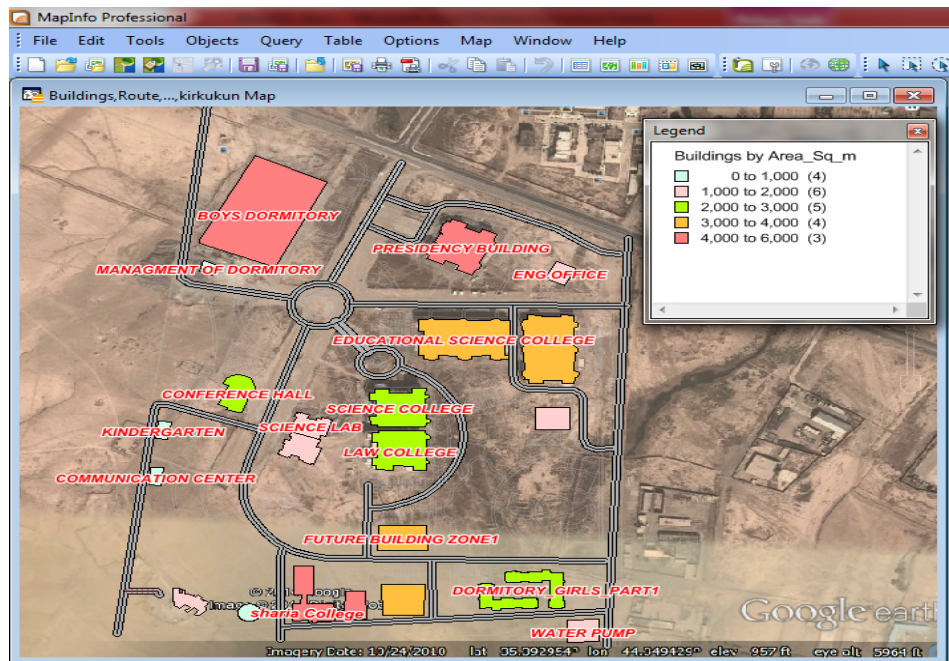 MapInfo Professional
File Edit Tools Objects Query Table Options Map Window Help
Buildings,Route,...,kirkukun Map
Legend
Buildings by Area_Sq_m
0 to 1,000 (4)
1,000 to 2,000 (6)
2,000 to 3,000 (5)
3,000 to 4,000 (4)
4,000 to 6,000 (3)
BOYS DORMITORY
PRESIDENCY BUILDING
MANAGMENT OF DORMITORY
ENG.OFFICE
EDUCATIONAL SCIENCE COLLEGE
CONFERENCE HALL
SCIENCE COLLEGE
SCIENCE LAB
KINDERGARTEN
LAW COLLEGE
COMMUNICATION CENTER
FUTURE BUILDING ZONE1
DORMITORY_GIRLS_PART1
Sharia College
Google earth
WATER PUMP
Imagery Date: 10/24/2010 lat 35.392954° lon 44.349429° elev 957 ft eye alt 5964 ft